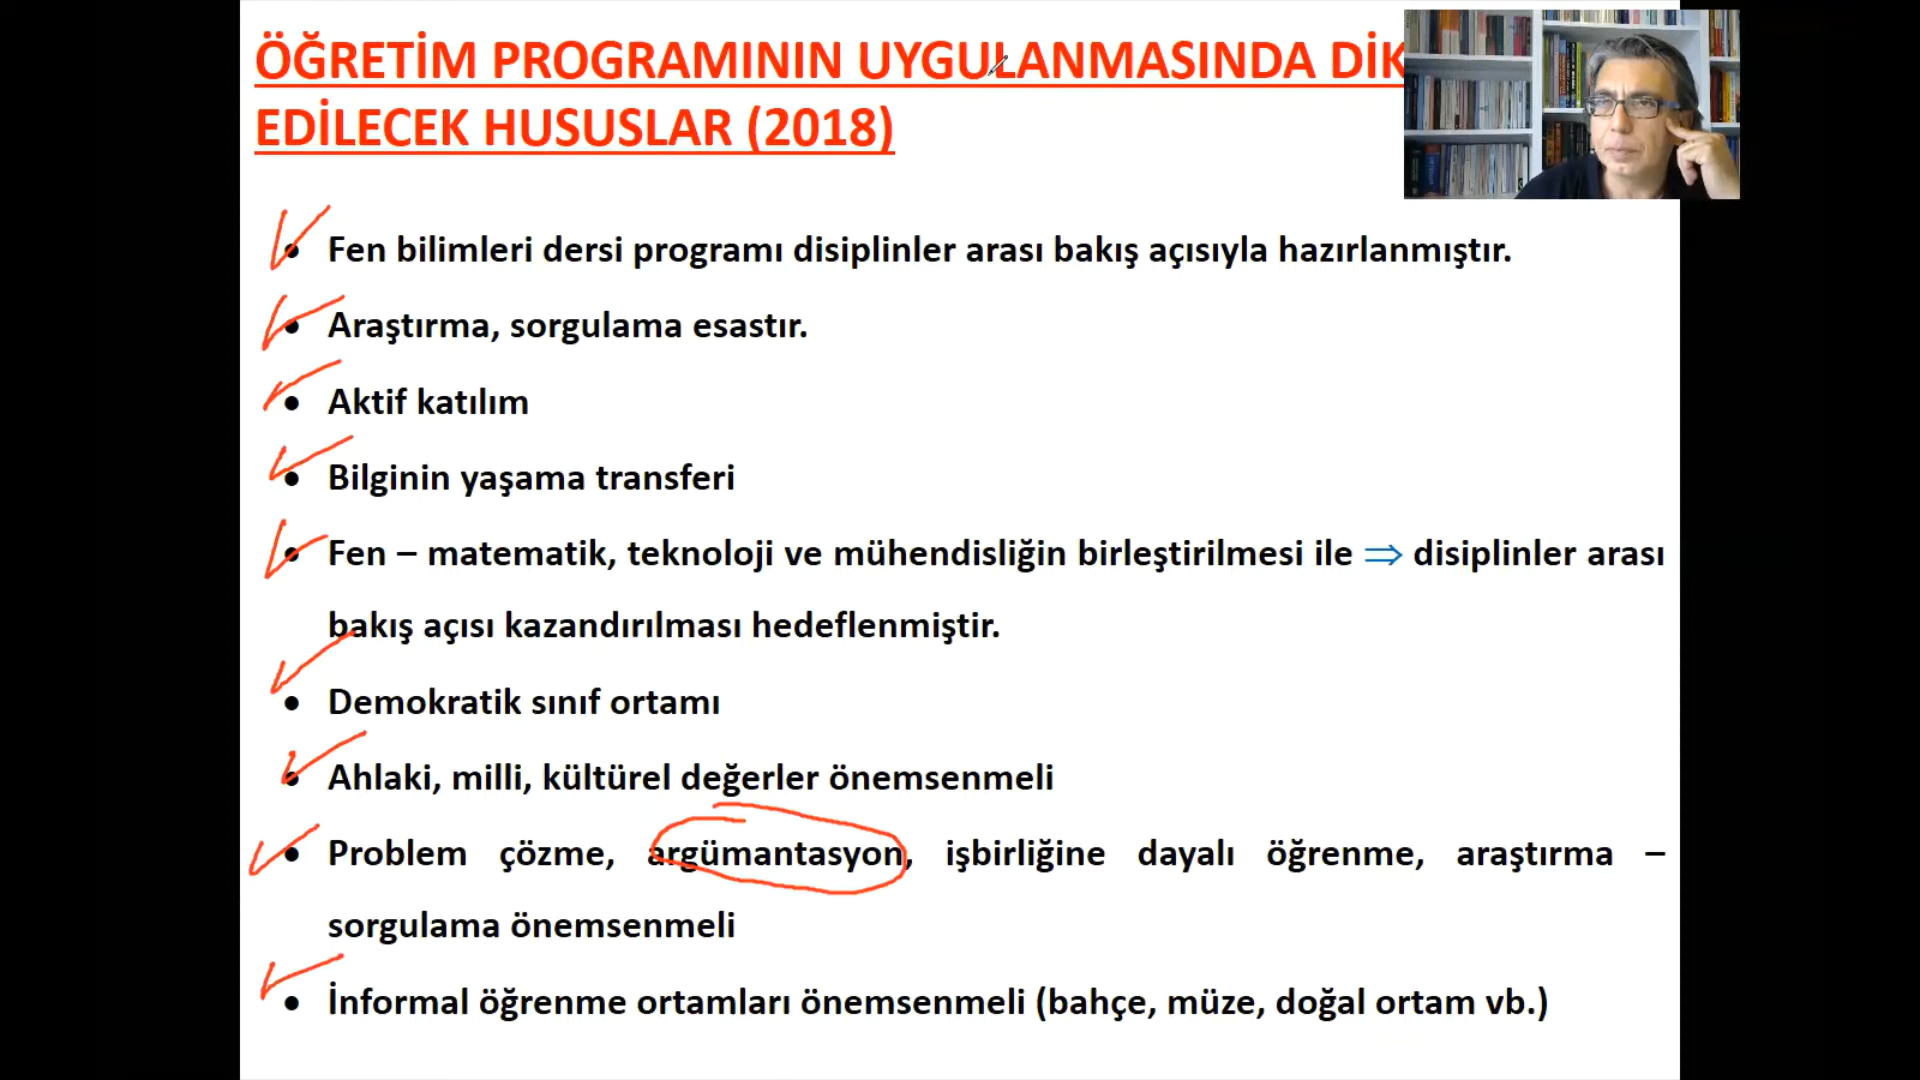 ÖĞRETİM PROGRAMININ UYGULANMASINDA DİK
EDİLECEK HUSUSLAR (2018)
• Fen bilimleri dersi programı disiplinler arası bakış açısıyla hazırlanmıştır.
• Araştırma, sorgulama esastır.
• Aktif katılım
• Bilginin yaşama transferi
• Fen – matematik, teknoloji ve mühendisliğin birleştirilmesi ile ⇒ disiplinler arası
bakış açısı kazandırılması hedeflenmiştir.
• Demokratik sınıf ortamı
• Ahlaki, milli, kültürel değerler önemsenmeli
• Problem çözme, argümantasyon, işbirliğine dayalı öğrenme, araştırma –
sorgulama önemsenmeli
• İnformal öğrenme ortamları önemsenmeli (bahçe, müze, doğal ortam vb.)